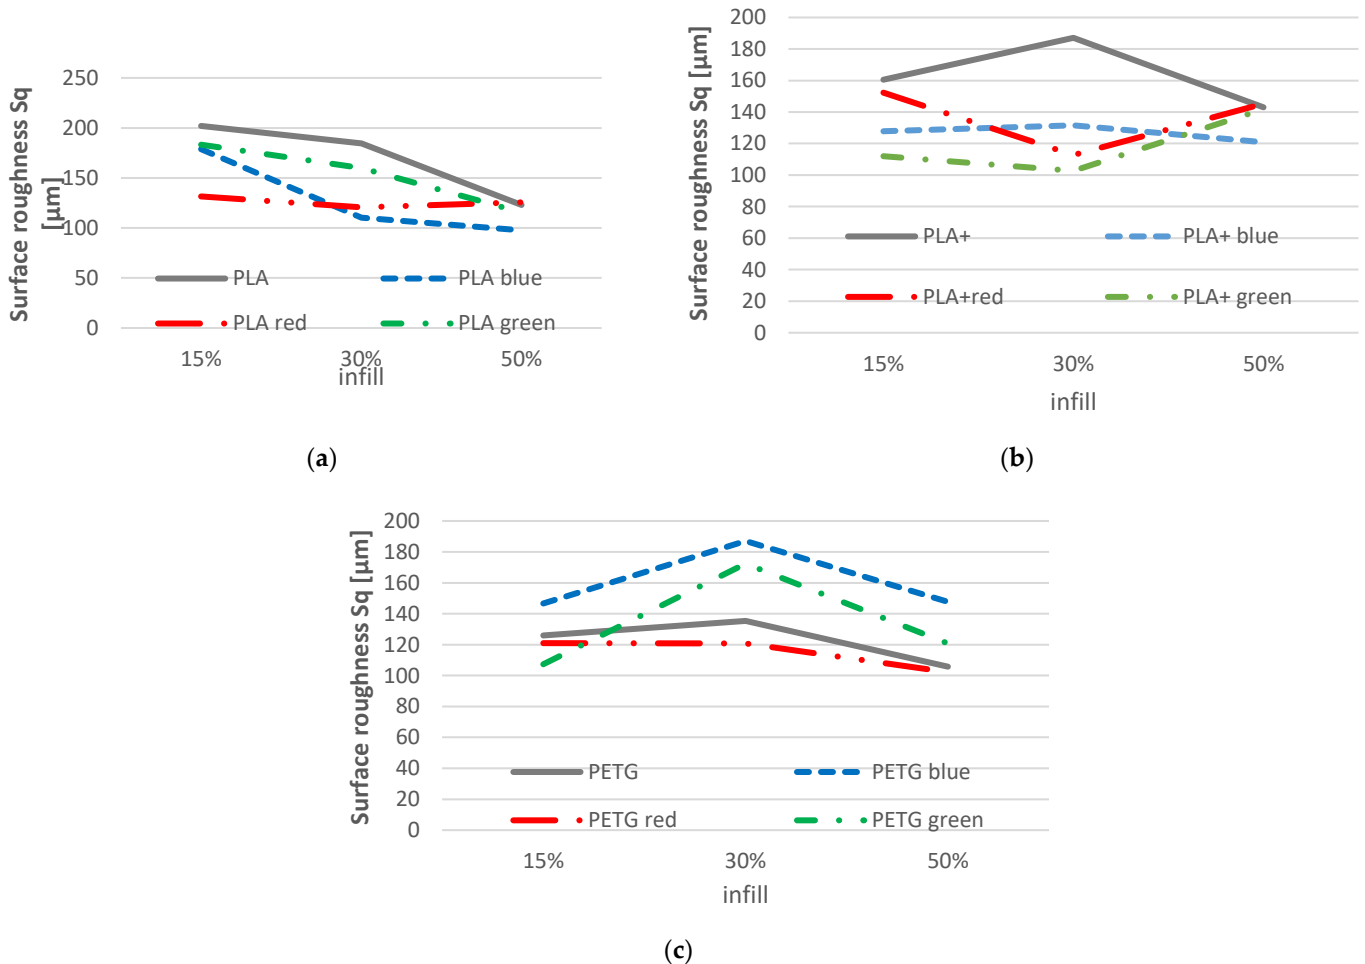 Surface roughness Sq
[µm]
250
200
150
100
50
0
PLA
PLA blue
PLA red
PLA green
15%
30%
50%
infill
(a)
Surface roughness Sq [µm]
200
180
160
140
120
100
80
60
40
20
0
PLA+
PLA+ blue
PLA+red
PLA+ green
15%
30%
50%
infill
(b)
Surface roughness Sq [µm]
200
180
160
140
120
100
80
60
40
20
0
PETG
PETG blue
PETG red
PETG green
15%
30%
50%
infill
(c)